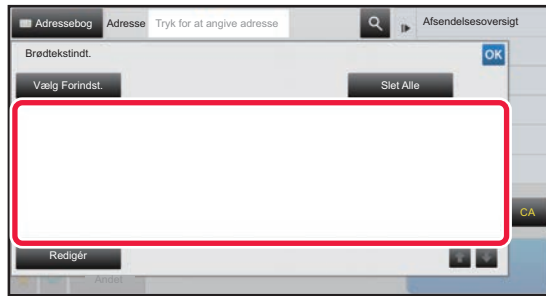 Adressebog Adresse Tryk for at angive adresse Afsendelsesoversigt
Brødtekstindt. OK
Vælg Forindst. Slet Alle
CA
Redigér
Andet